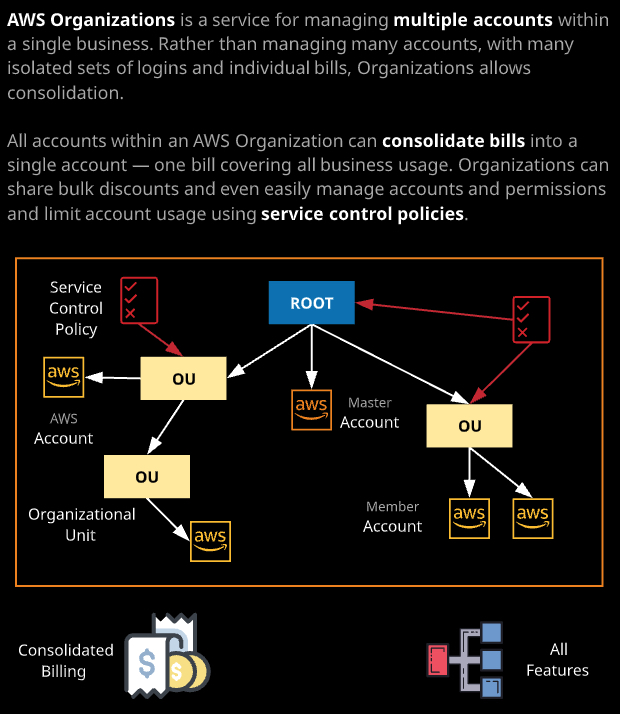 AWS Organizations is a service for managing multiple accounts within
a single business. Rather than managing many accounts, with many
isolated sets of logins and individual bills, Organizations allows
consolidation.
All accounts within an AWS Organization can consolidate bills into a
single account — one bill covering all business usage. Organizations can
share bulk discounts and even easily manage accounts and permissions
and limit account usage using service control policies.
Service
Control
Policy
ROOT
aws
OU
AWS
Account
aws
Master
Account
OU
OU
Organizational
Unit
aws
Member
Account
aws
aws
Consolidated
Billing
$
$
All
Features